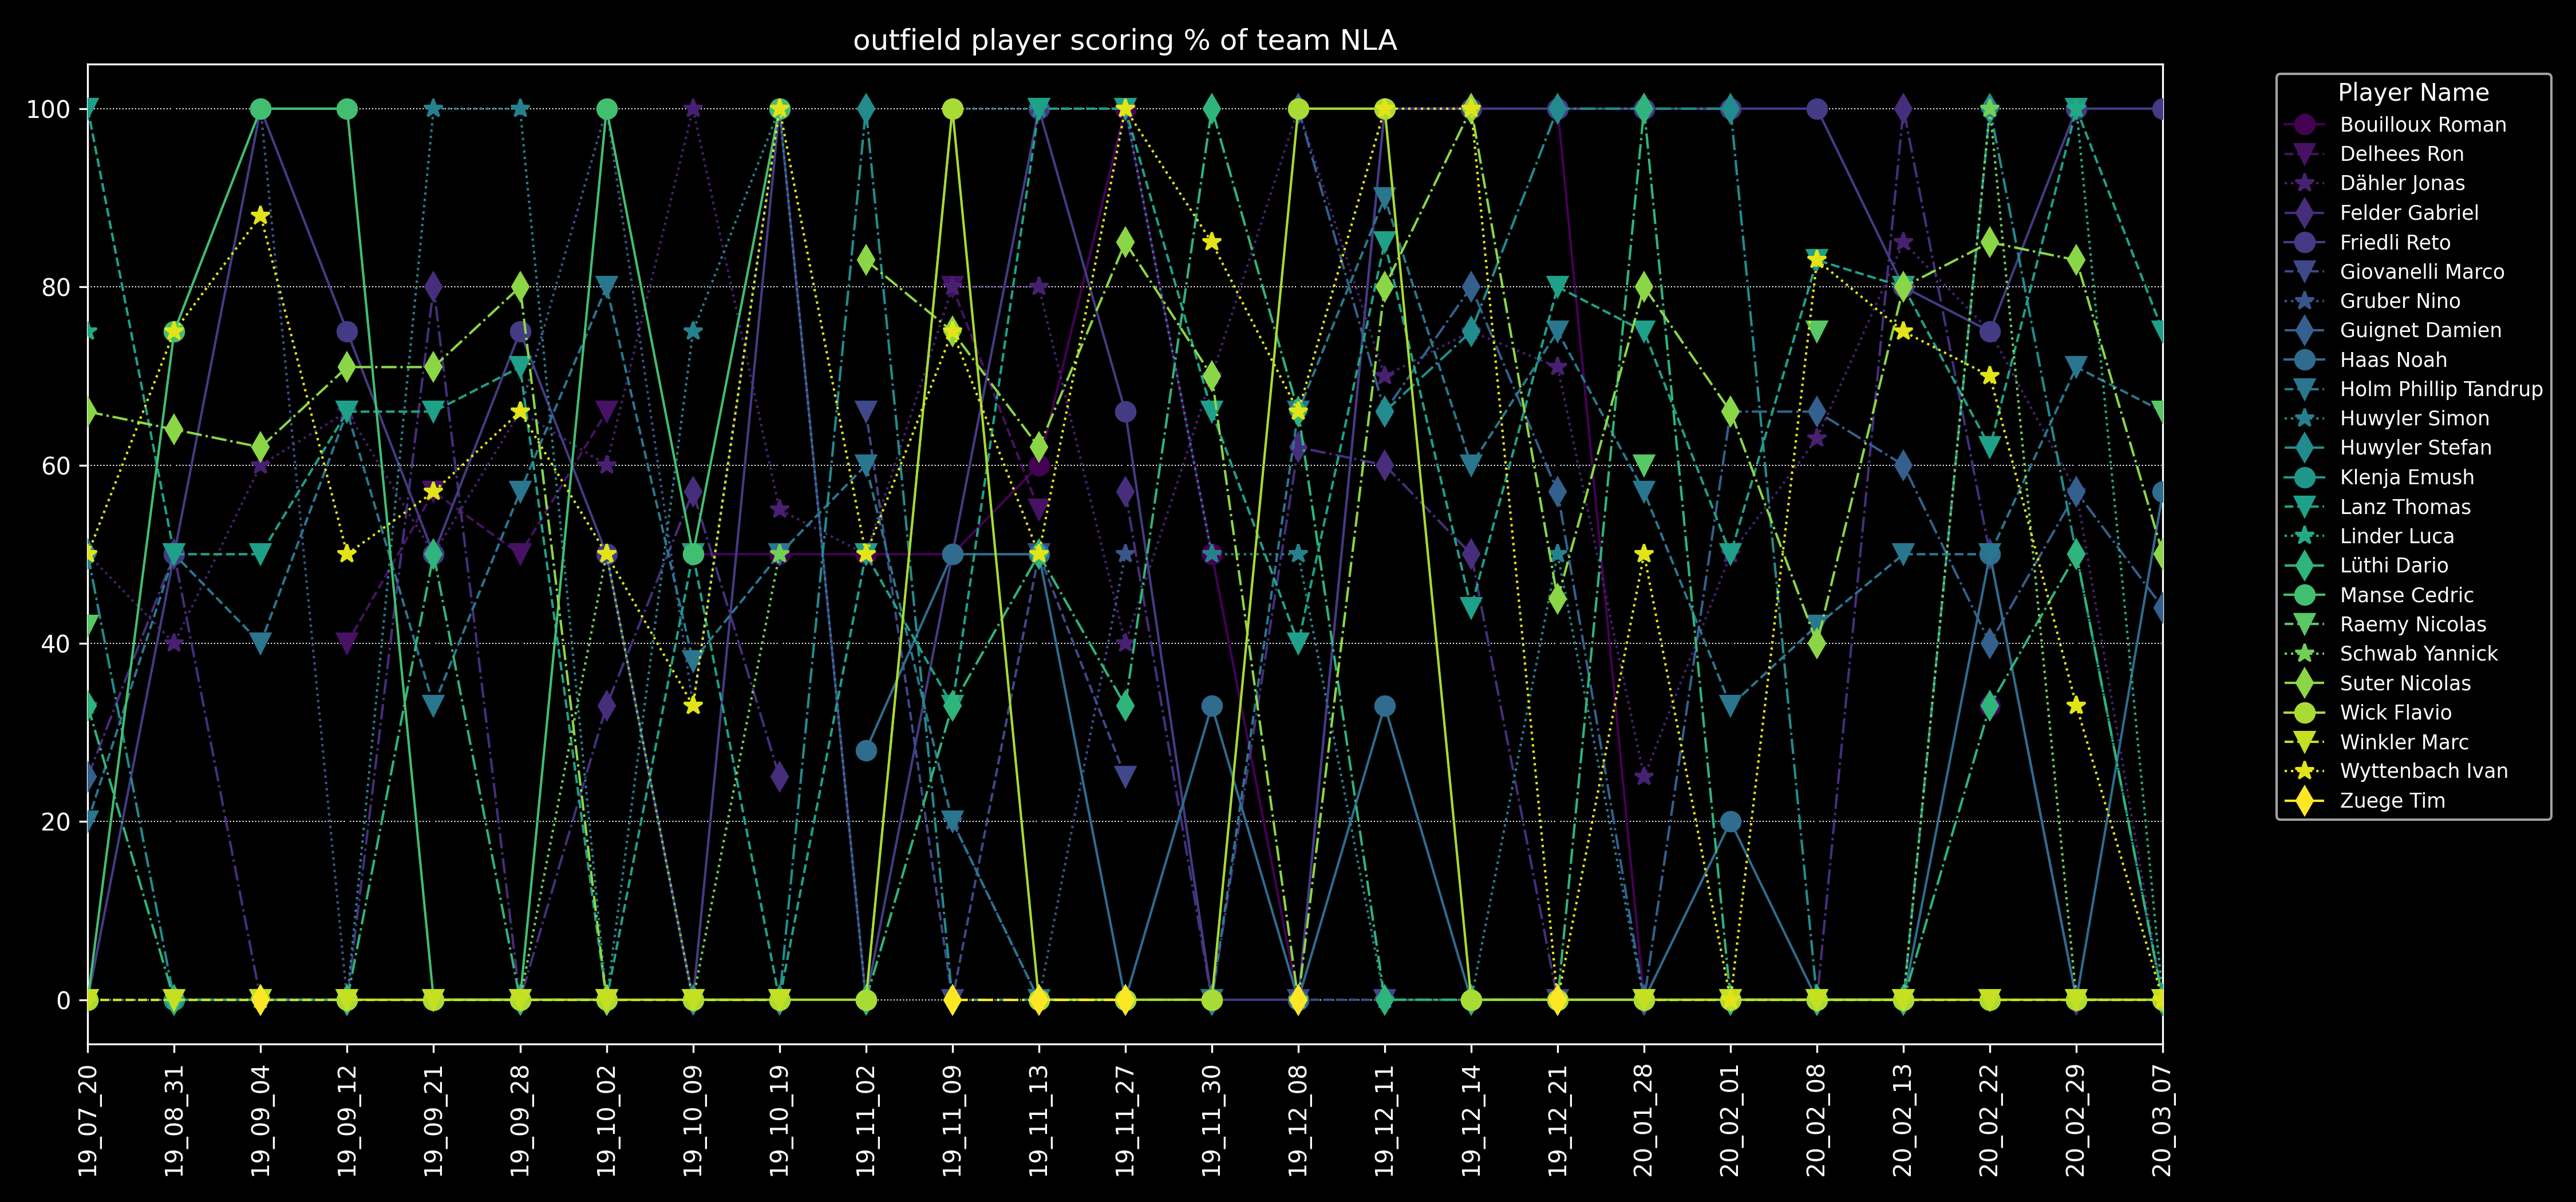 outfield player scoring % of team NLA
100
80
60
40
20
0
19_07_20
19_08_31
19_09_04
19_09_12
19_09_21
19_09_28
19_10_02
19_10_09
19_10_19
19_11_02
19_11_09
19_11_13
19_11_27
19_11_30
19_12_08
19_12_11
19_12_14
19_12_21
20_01_28
20_02_01
20_02_08
20_02_13
20_02_22
20_02_29
20_03_07
Player Name
Bouilloux Roman
Delhees Ron
Dähler Jonas
Felder Gabriel
Friedli Reto
Giovanelli Marco
Gruber Nino
Guignet Damien
Haas Noah
Holm Phillip Tandrup
Huwyler Simon
Huwyler Stefan
Klenja Emush
Lanz Thomas
Linder Luca
Lüthi Dario
Manse Cedric
Raemy Nicolas
Schwab Yannick
Suter Nicolas
Wick Flavio
Winkler Marc
Wyttenbach Ivan
Zuege Tim